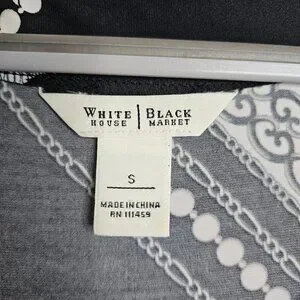 WHITE | BLACK
HOUSE | MARKET
S
MADE IN CHINA
RN 111459